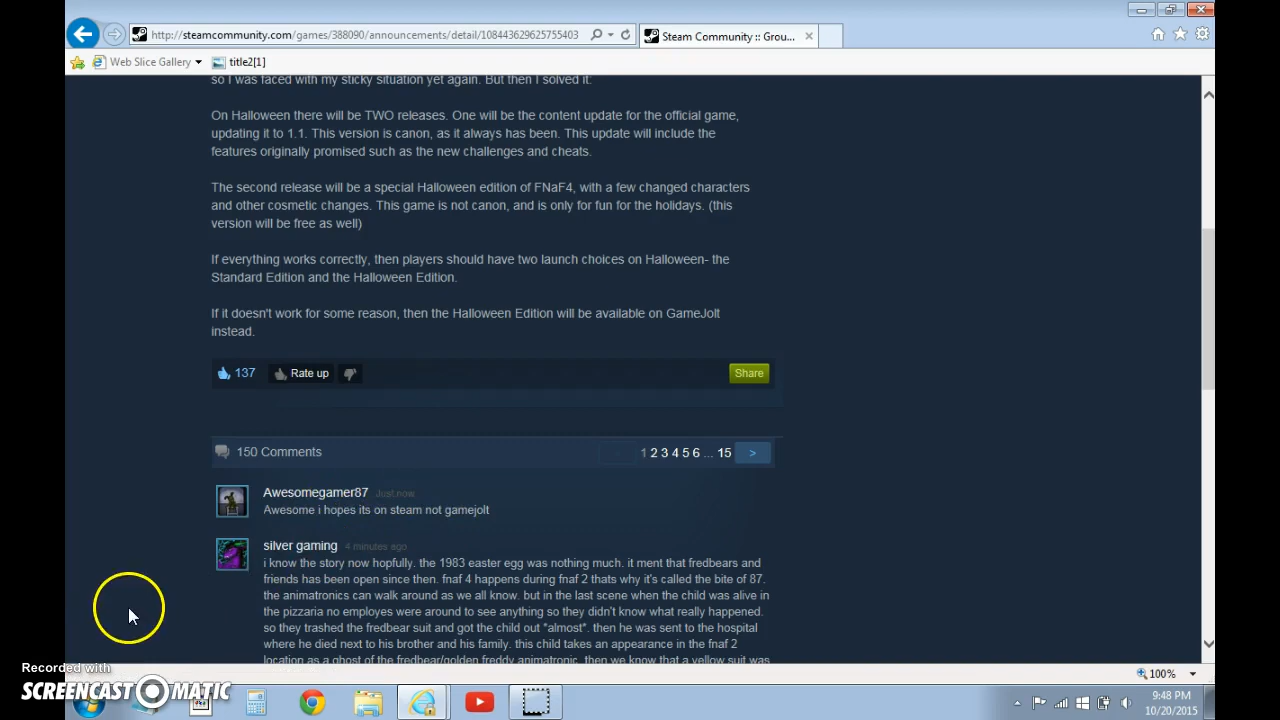 http://steamcommunity.com/games/388090/announcements/detail/108443629625755403
Steam Community :: Grou...
Web Slice Gallery
title2[1]
so I was faced with my sticky situation yet again. But then I solved it:
On Halloween there will be TWO releases. One will be the content update for the official game,
updating it to 1.1. This version is canon, as it always has been. This update will include the
features originally promised such as the new challenges and cheats.
The second release will be a special Halloween edition of FNaF4, with a few changed characters
and other cosmetic changes. This game is not canon, and is only for fun for the holidays. (this
version will be free as well)
If everything works correctly, then players should have two launch choices on Halloween- the
Standard Edition and the Halloween Edition.
If it doesn't work for some reason, then the Halloween Edition will be available on GameJolt
instead.
137 Rate up Share
150 Comments 1 2 3 4 5 6 ... 15 >
Awesomegamer87 Just now
Awesome i hopes its on steam not gamejolt
silver gaming 4 minutes ago
i know the story now hopfully. the 1983 easter egg was nothing much. it ment that fredbears and
friends has been open since then. fnaf 4 happens during fnaf 2 thats why it's called the bite of 87.
the animatronics can walk around as we all know. but in the last scene when the child was alive in
the pizzaria no employes were around to see anything so they didn't know what really happened.
so they trashed the fredbear suit and got the child out *almost*. then he was sent to the hospital
where he died next to his brother and his family. this child takes an appearance in the fnaf 2
location as a ghost of the fredbear/golden freddy animatronic. then we know that a yellow suit was
Recorded with
SCREENCAST O MATIC
100%
9:48 PM
10/20/2015